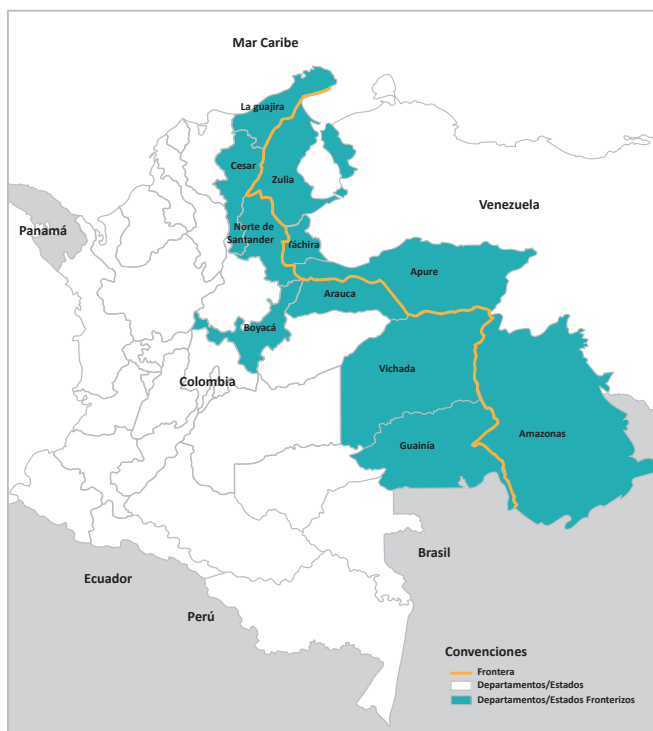 Mar Caribe
La guajira
Cesar
Zulia
Venezuela
Panamá
Norte de
Santander
Táchira
Apure
Arauca
Boyacá
Vichada
Colombia
Guainía
Amazonas
Brasil
Ecuador
Perú
Convenciones
Frontera
Departamentos/Estados
Departamentos/Estados Fronterizos